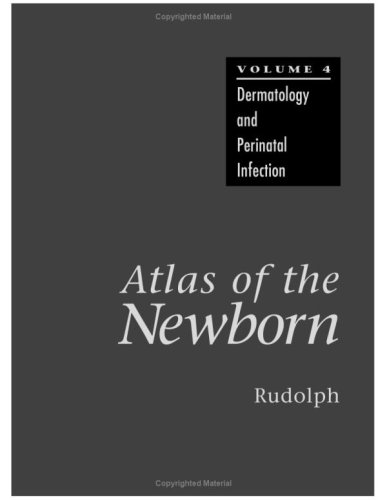 Copyrighted Material
VOLUME 4
Dermatology
and
Perinatal
Infection
Atlas of the
Newborn
Rudolph
Copyrighted Material